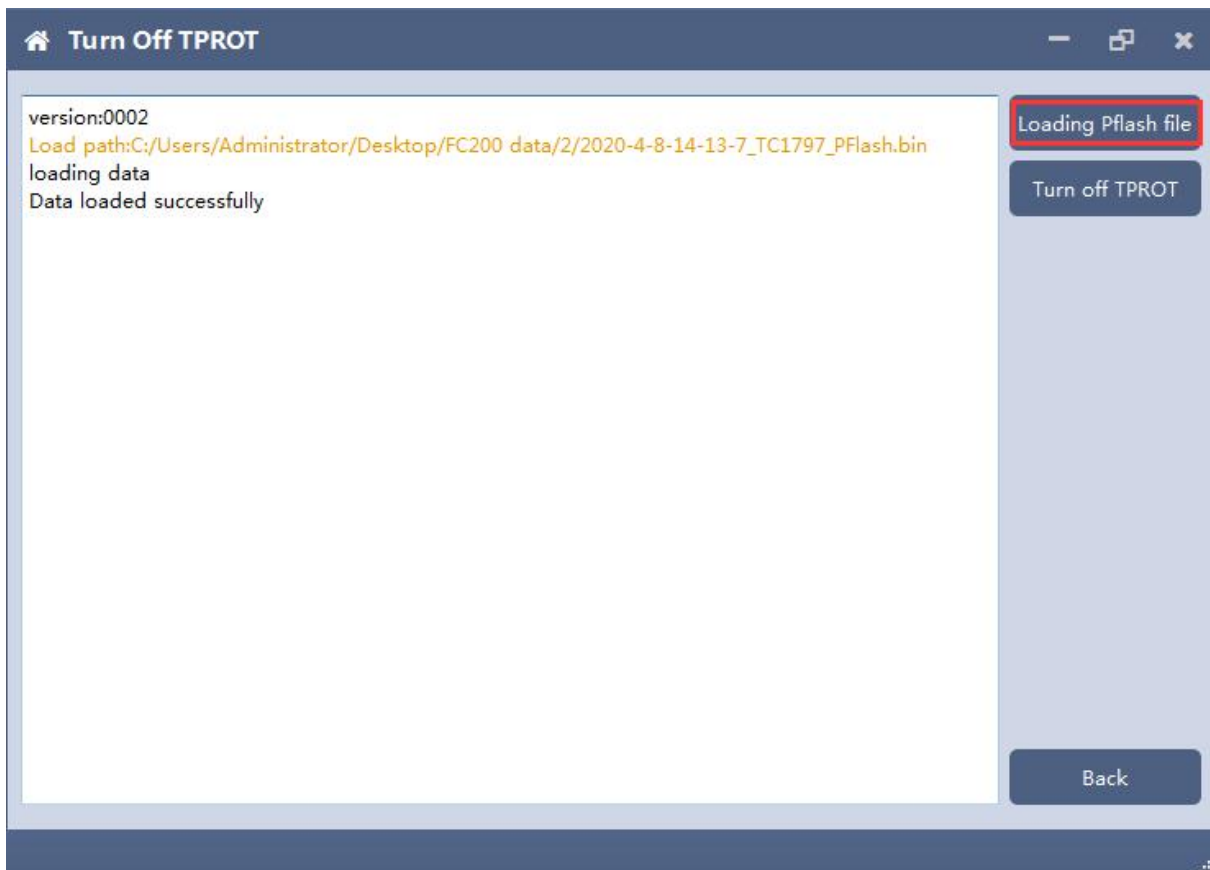 Turn Off TPROT
version:0002
Load path:C:/Users/Administrator/Desktop/FC200 data/2/2020-4-8-14-13-7_TC1797_PFlash.bin
loading data
Data loaded successfully
Loading Pflash file
Turn off TPROT
Back